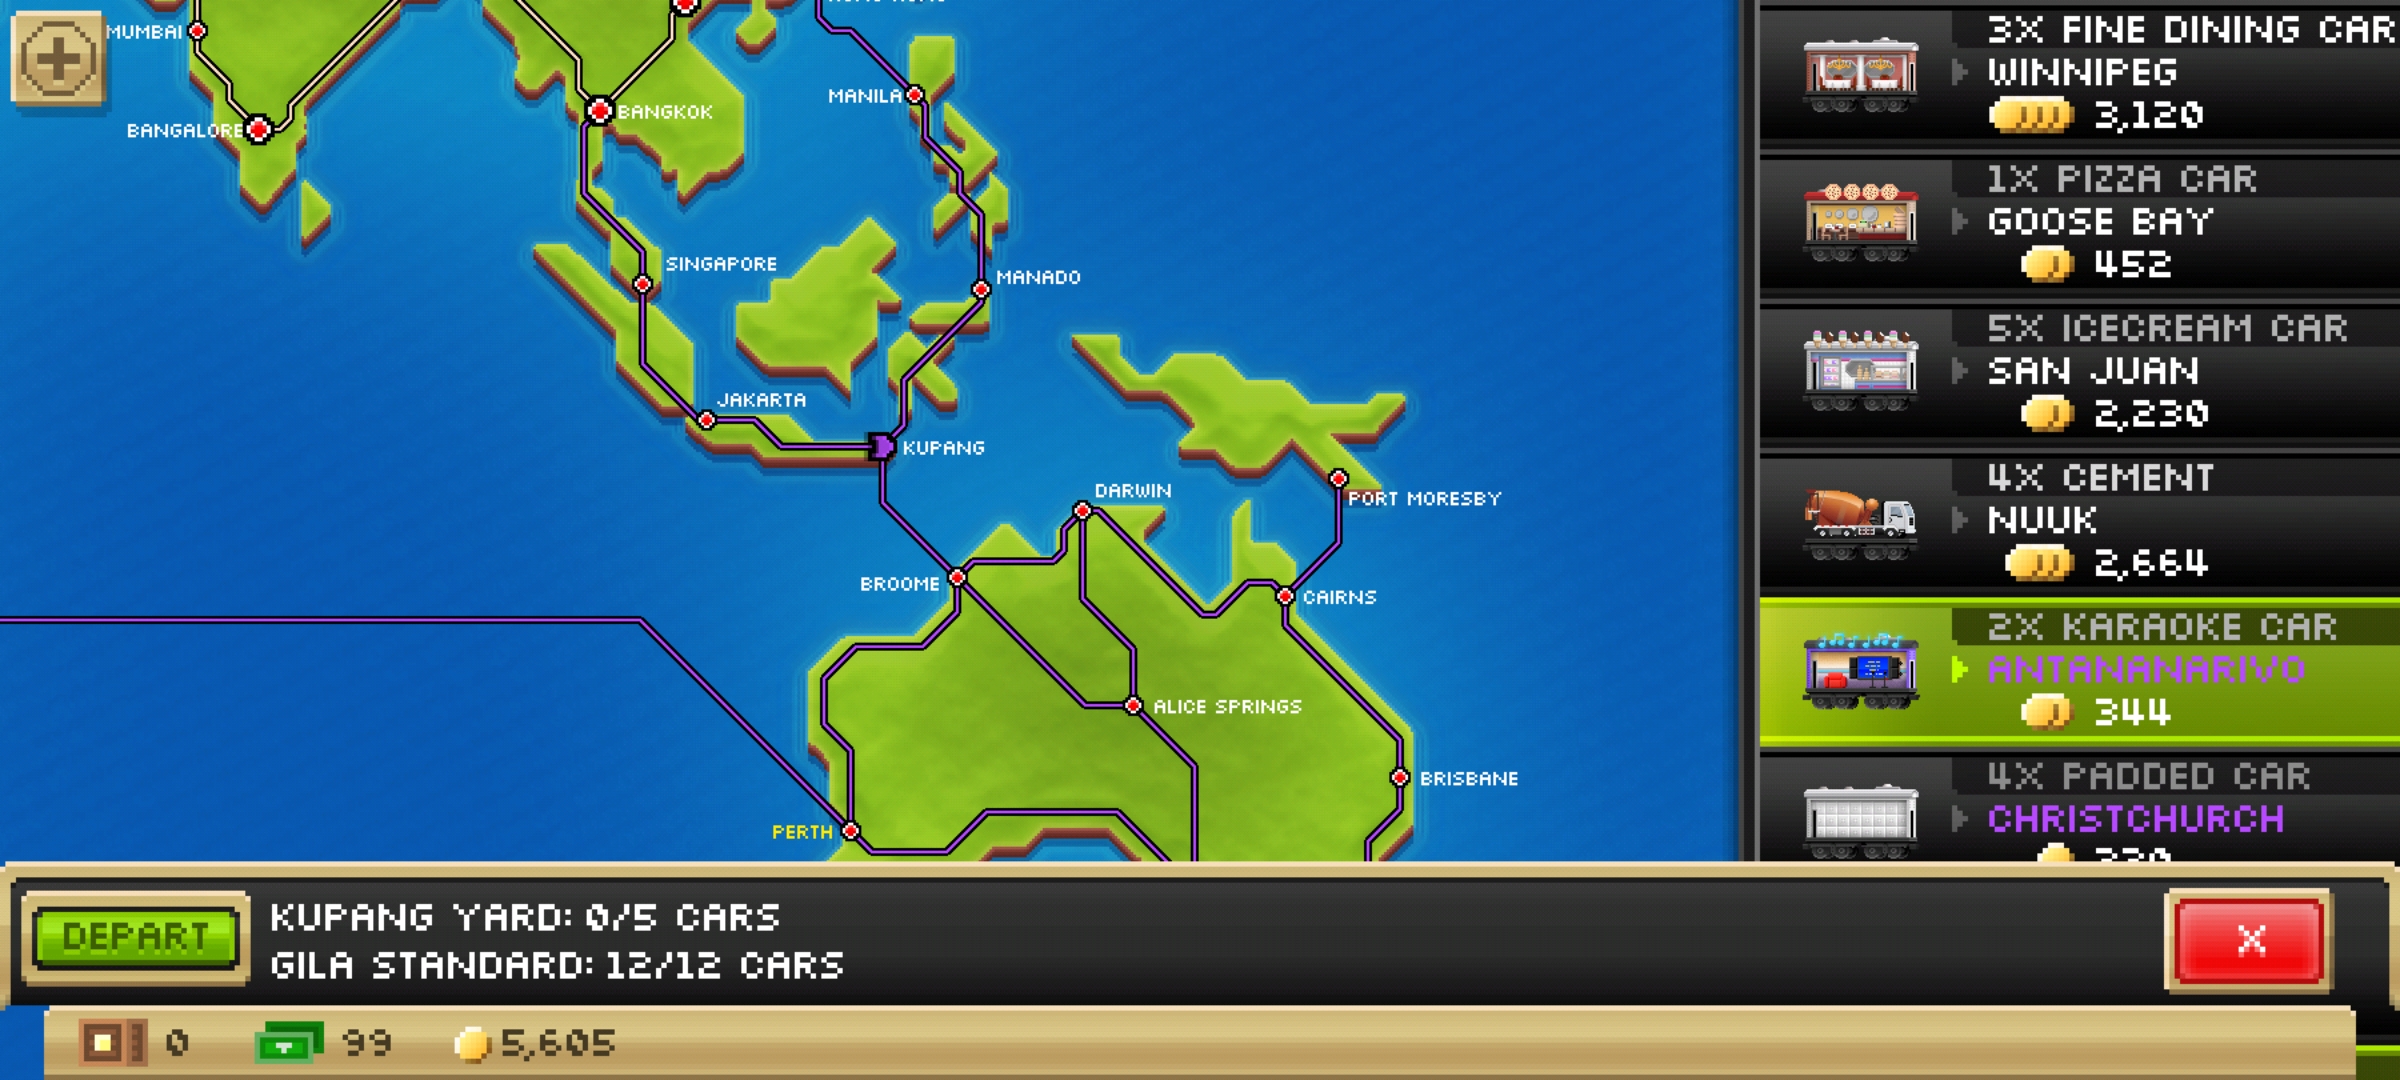 MUMBAI
MANILA
BANGKOK
BANGALORE
SINGAPORE
MANADO
JAKARTA
KUPANG
DARWIN
PORT MORESBY
BROOME
CAIRNS
ALICE SPRINGS
BRISBANE
PERTH
3X FINE DINING CAR
WINNIPEG
3,120
1X PIZZA CAR
GOOSE BAY
452
5X ICECREAM CAR
SAN JUAN
2,230
4X CEMENT
NUUK
2,664
2X KARAOKE CAR
ANTANANARIVO
344
4X PADDED CAR
CHRISTCHURCH
DEPART
KUPANG YARD: 0/5 CARS
GILA STANDARD: 12/12 CARS
X
0
99
5,605